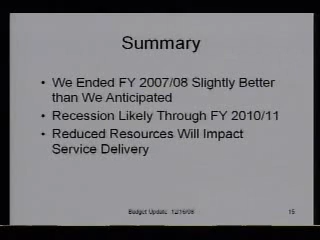 Summary
• We Ended FY 2007/08 Slightly Better
than We Anticipated
• Recession Likely Through FY 2010/11
• Reduced Resources Will Impact
Service Delivery
Budget Update 12/16/08
15